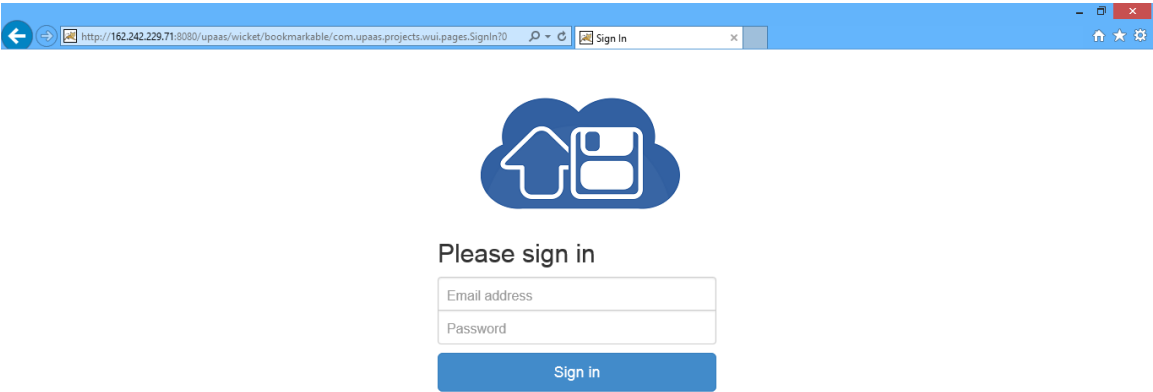 http://162.242.229.71:8080/upaas/wicket/bookmarkable/com.upaas.projects.wui.pages.SignIn?0
Sign In
Please sign in
Email address
Password
Sign in